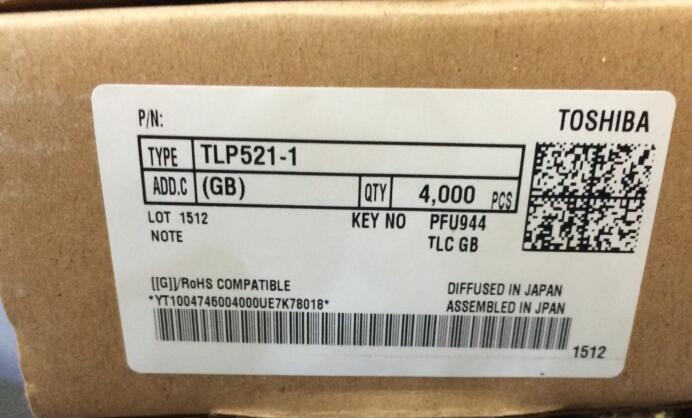 P/N:
TOSHIBA
TYPE TLP521-1
ADD.C (GB) QTY 4,000 PCS
LOT 1512 KEY NO PFU944
NOTE TLC GB
[[G]]/RoHS COMPATIBLE DIFFUSED IN JAPAN
*YT1004746004000UE7K78018* ASSEMBLED IN JPAN
1512